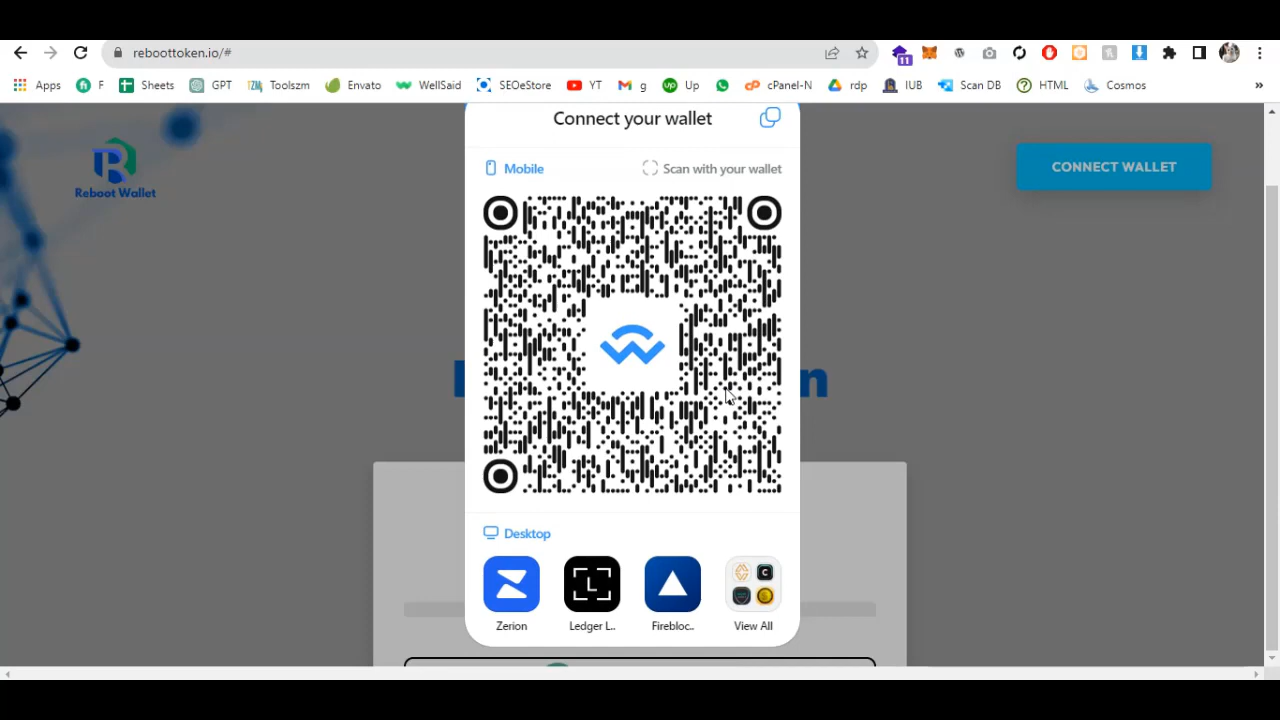 reboottoken.io/#
11
Apps
F
Sheets
GPT
Toolszm
Envato
WellSaid
SEOeStore
YT
g
Up
cPanel-N
rdp
IUB
Scan DB
HTML
Cosmos
»
Connect your wallet
Mobile
Scan with your wallet
Reboot Wallet
CONNECT WALLET
n
Desktop
Zerion
Ledger L..
Firebloc..
View All